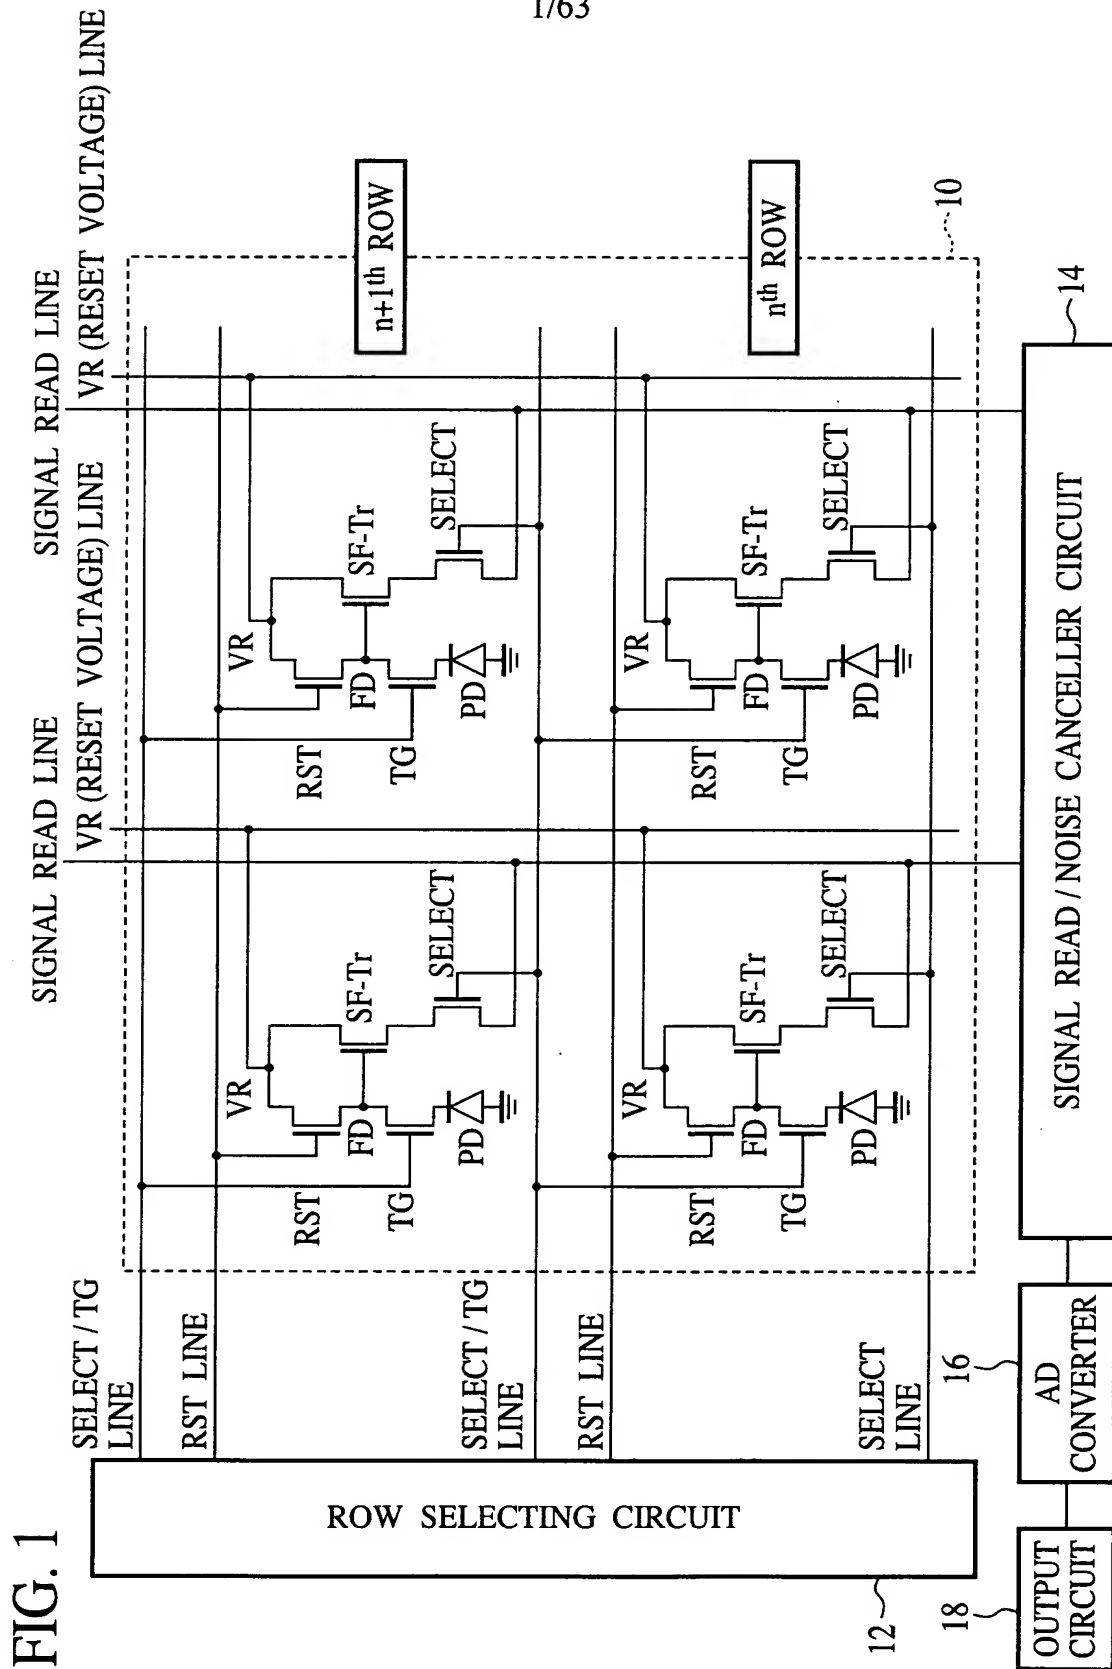 1/63
FIG. 1
SIGNAL READ LINE
VR (RESET VOLTAGE) LINE
SIGNAL READ LINE
VR (RESET VOLTAGE) LINE
SELECT / TG
LINE
RST LINE
VR
SF-Tr
RST
FD
TG
PD
SELECT
VR
SF-Tr
RST
FD
TG
PD
SELECT
n+1th ROW
SELECT / TG
LINE
RST LINE
VR
SF-Tr
RST
FD
TG
PD
SELECT
VR
SF-Tr
RST
FD
TG
PD
SELECT
nth ROW
SELECT
LINE
10
ROW SELECTING CIRCUIT
12
14
SIGNAL READ / NOISE CANCELLER CIRCUIT
16
AD
CONVERTER
18
OUTPUT
CIRCUIT